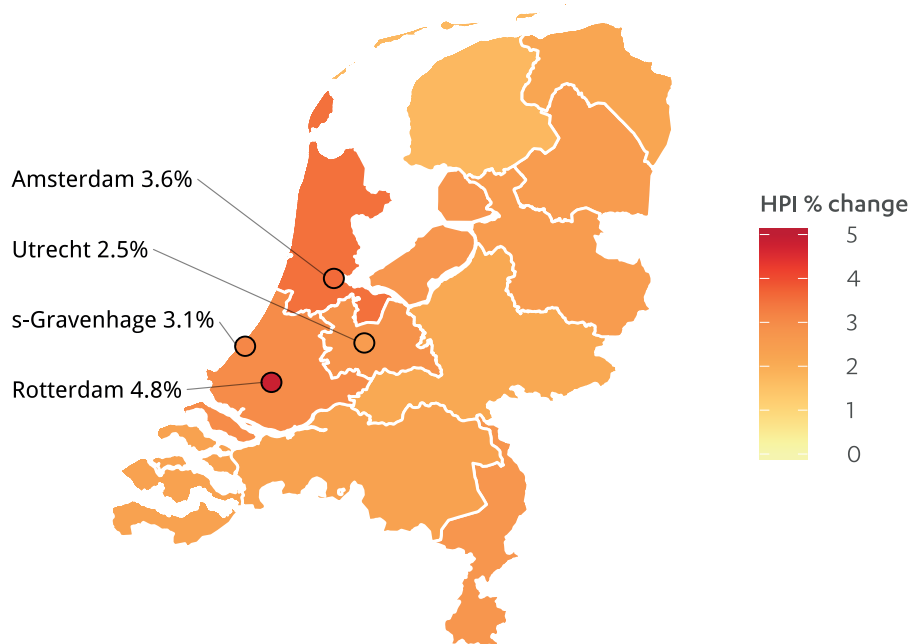 Amsterdam 3.6%
Utrecht 2.5%
s-Gravenhage 3.1%
Rotterdam 4.8%
HPI % change
5
4
3
2
1
0